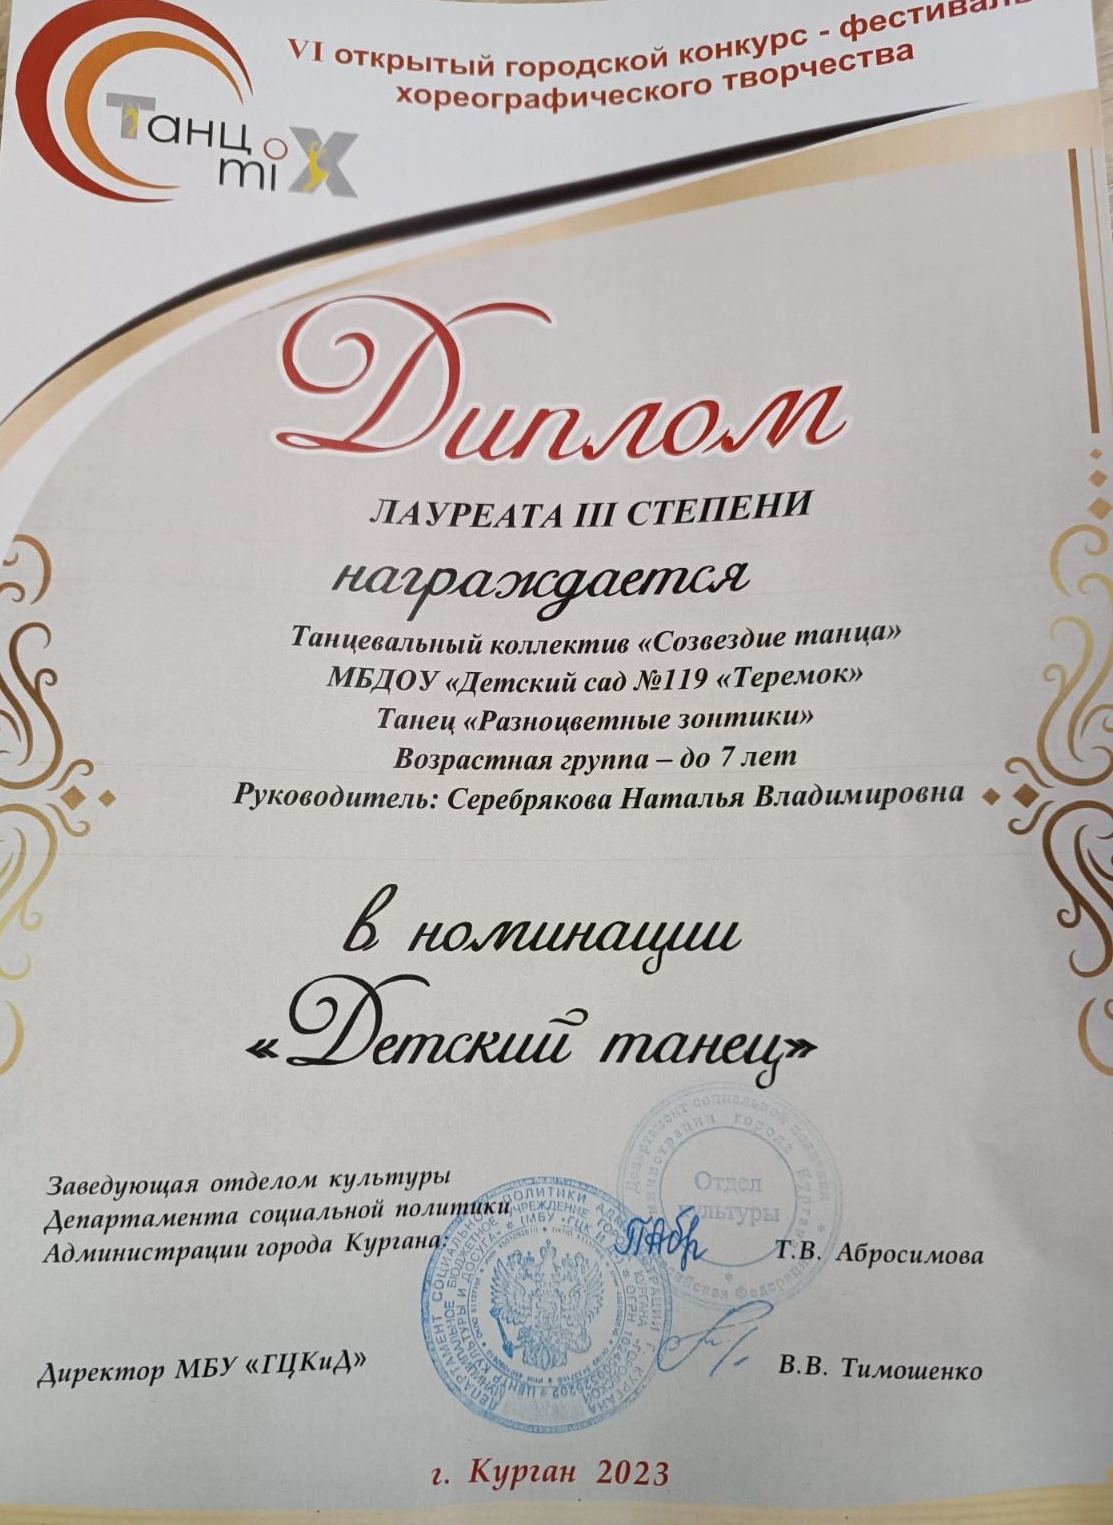 VI открытый городской конкурс - фестиваль
хореографического творчества
Танц
miX
Диплом
ЛАУРЕАТА III СТЕПЕНИ
награждается
Танцевальный коллектив «Созвездие танца»
МБДОУ «Детский сад №119 «Теремок»
Танец «Разноцветные зонтики»
Возрастная группа – до 7 лет
Руководитель: Серебрякова Наталья Владимировна
в номинации
«Детский танец»
Заведующая отделом культуры
Департамента социальной политики
Администрации города Кургана:
Т.В. Абросимова
Отдел
культуры
Директор МБУ «ГЦКиД»
В.В. Тимошенко
г. Курган 2023